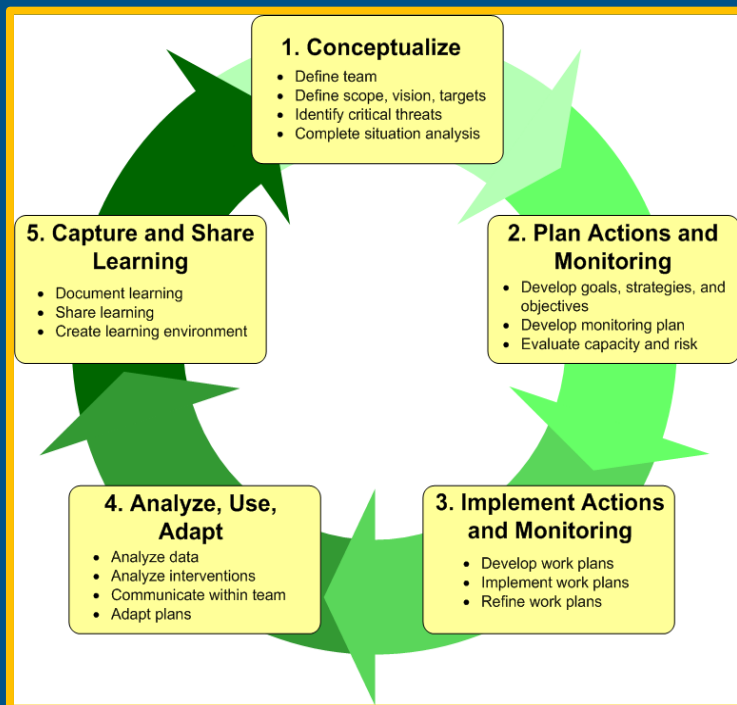 1. Conceptualize
• Define team
• Define scope, vision, targets
• Identify critical threats
• Complete situation analysis
2. Plan Actions and
Monitoring
• Develop goals, strategies, and
objectives
• Develop monitoring plan
• Evaluate capacity and risk
3. Implement Actions
and Monitoring
• Develop work plans
• Implement work plans
• Refine work plans
4. Analyze, Use,
Adapt
• Analyze data
• Analyze interventions
• Communicate within team
• Adapt plans
5. Capture and Share
Learning
• Document learning
• Share learning
• Create learning environment